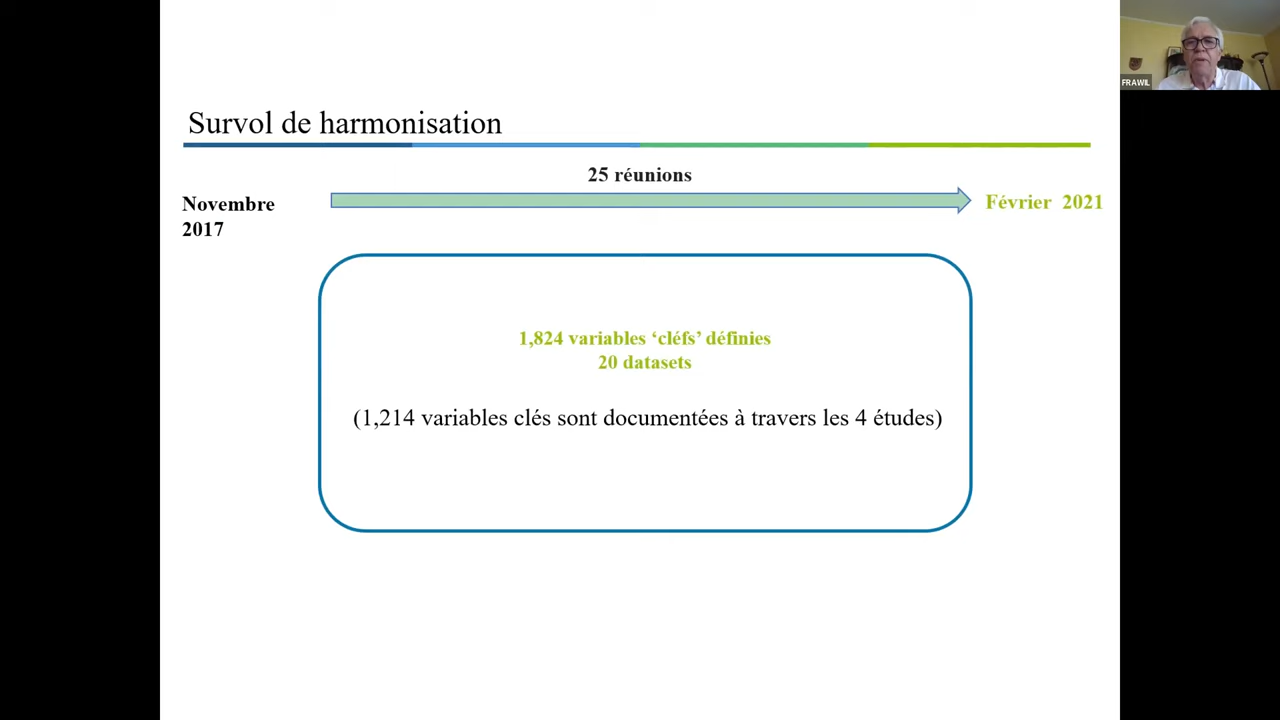 Survol de harmonisation
25 réunions
Novembre
2017
Février 2021
1,824 variables ‘cléfs’ définies
20 datasets
(1,214 variables clés sont documentées à travers les 4 études)
FRAWIL